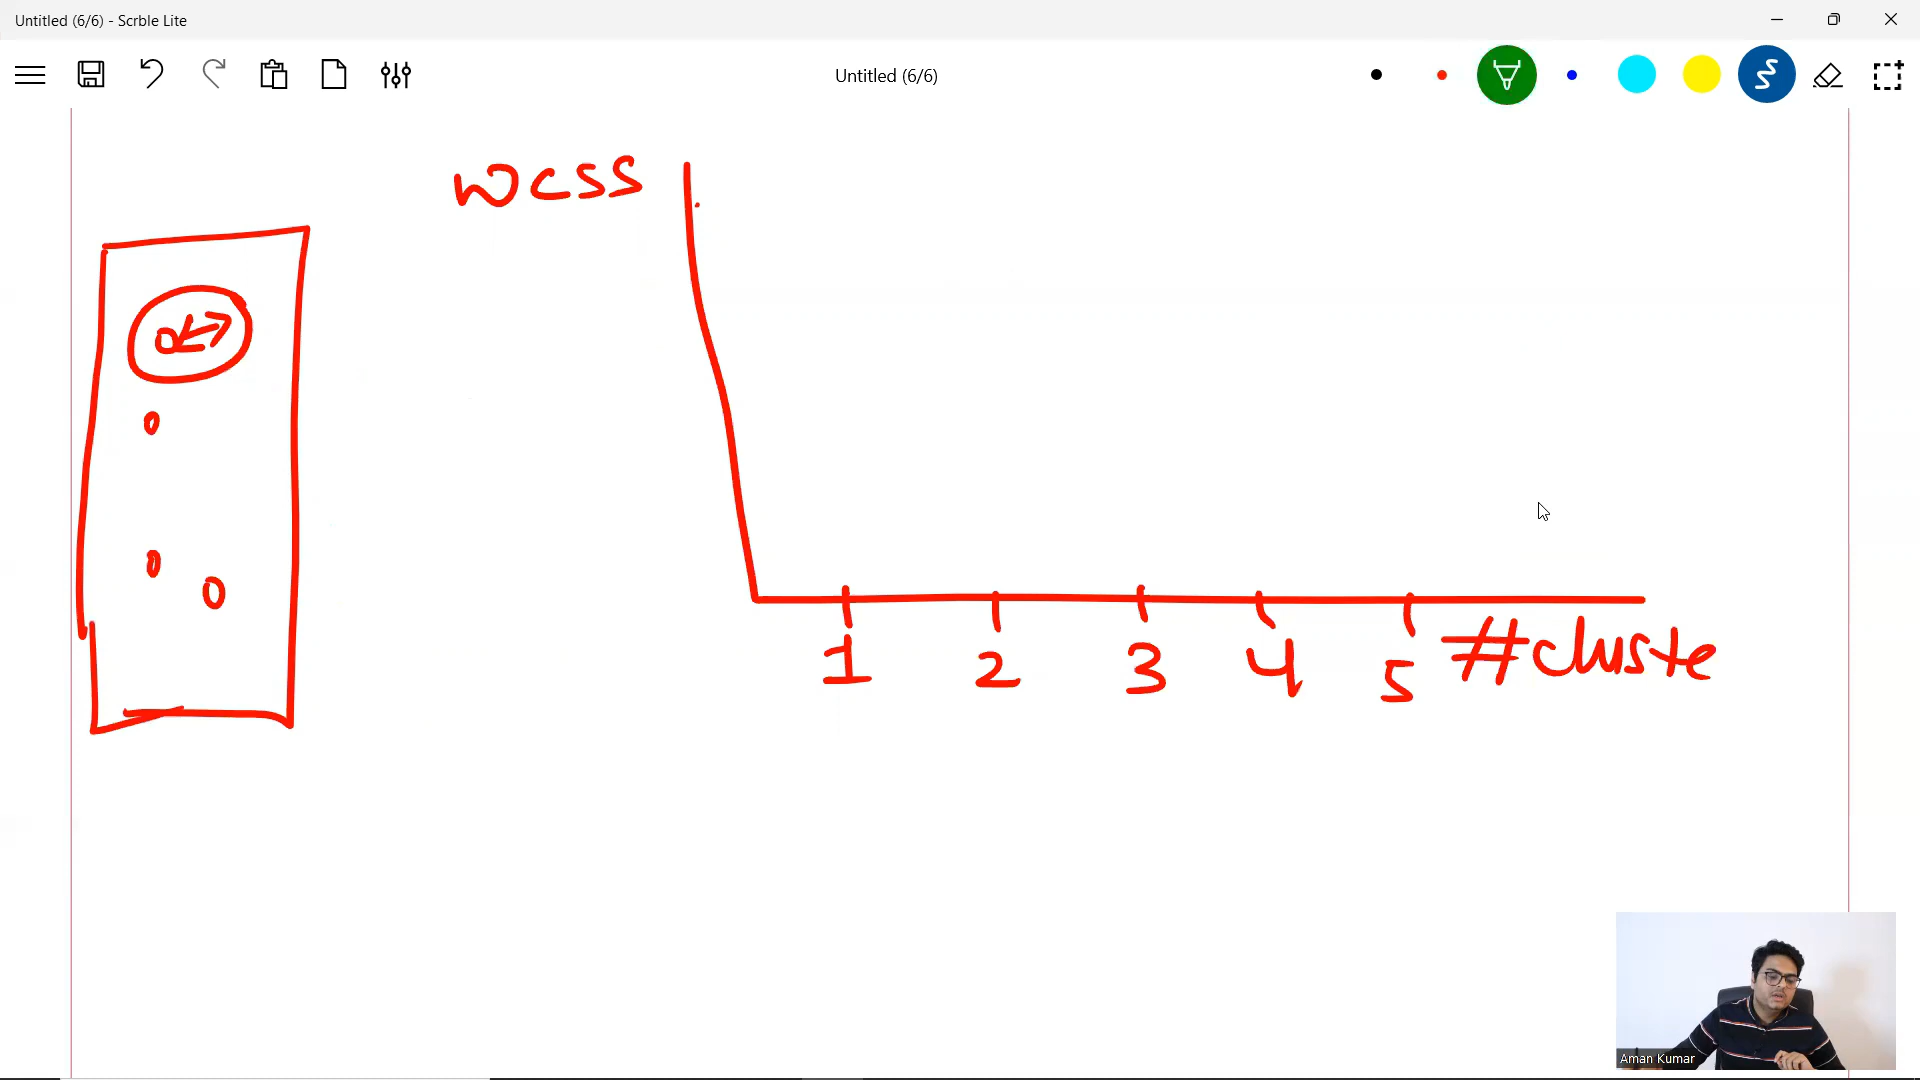 Untitled (6/6) - Scrble Lite
Untitled (6/6)
WCSS
1 2 3 4 5 #cluste
Aman Kumar